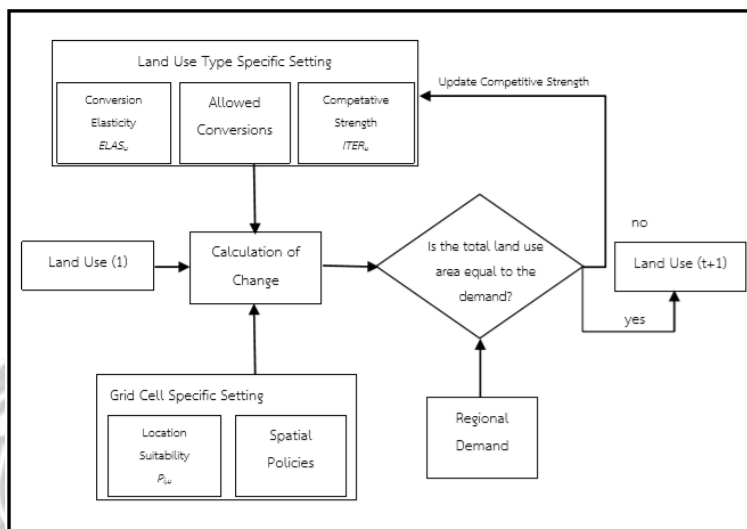 Land Use Type Specific Setting
Conversion
Elasticity
ELASᵤ
Allowed
Conversions
Competative
Strength
ITERᵤ
Update Competitive Strength
Land Use (1)
Calculation of
Change
Is the total land use
area equal to the
demand?
no
Land Use (t+1)
yes
Grid Cell Specific Setting
Location
Suitability
Pᵢ,ᵤ
Spatial
Policies
Regional
Demand